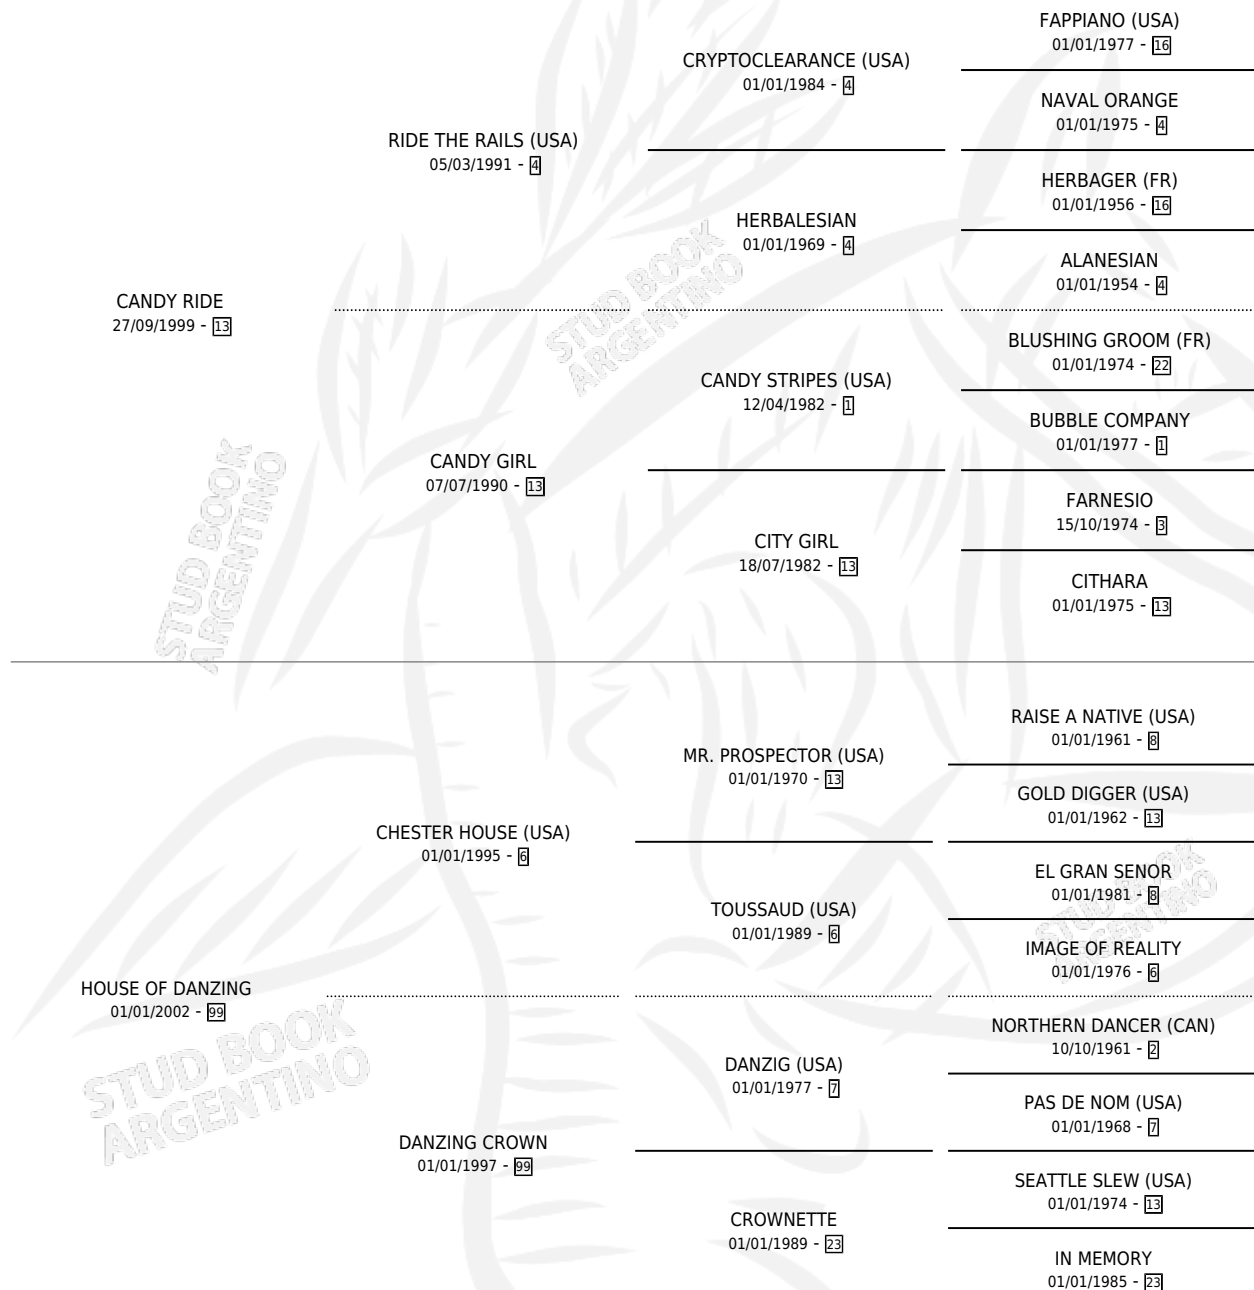 FAPPIANO (USA)
01/01/1977 - 16
CRYPTOCLEARANCE (USA)
01/01/1984 - 4
NAVAL ORANGE
01/01/1975 - 4
RIDE THE RAILS (USA)
05/03/1991 - 4
HERBAGER (FR)
01/01/1956 - 16
HERBALESIAN
01/01/1969 - 4
ALANESIAN
01/01/1954 - 4
CANDY RIDE
27/09/1999 - 13
BLUSHING GROOM (FR)
01/01/1974 - 22
CANDY STRIPES (USA)
12/04/1982 - 1
BUBBLE COMPANY
01/01/1977 - 1
CANDY GIRL
07/07/1990 - 13
FARNESIO
15/10/1974 - 3
CITY GIRL
18/07/1982 - 13
CITHARA
01/01/1975 - 13
RAISE A NATIVE (USA)
01/01/1961 - 8
MR. PROSPECTOR (USA)
01/01/1970 - 13
GOLD DIGGER (USA)
01/01/1962 - 13
CHESTER HOUSE (USA)
01/01/1995 - 6
EL GRAN SENOR
01/01/1981 - 8
TOUSSAUD (USA)
01/01/1989 - 6
IMAGE OF REALITY
01/01/1976 - 6
HOUSE OF DANZING
01/01/2002 - 99
NORTHERN DANCER (CAN)
10/10/1961 - 2
DANZIG (USA)
01/01/1977 - 7
PAS DE NOM (USA)
01/01/1968 - 7
DANZING CROWN
01/01/1997 - 99
SEATTLE SLEW (USA)
01/01/1974 - 13
CROWNETTE
01/01/1989 - 23
IN MEMORY
01/01/1985 - 23
STUD BOOK
ARGENTINO
STUD BOOK
ARGENTINO
STUD BOOK
ARGENTINO
STUD BOOK
ARGENTINO